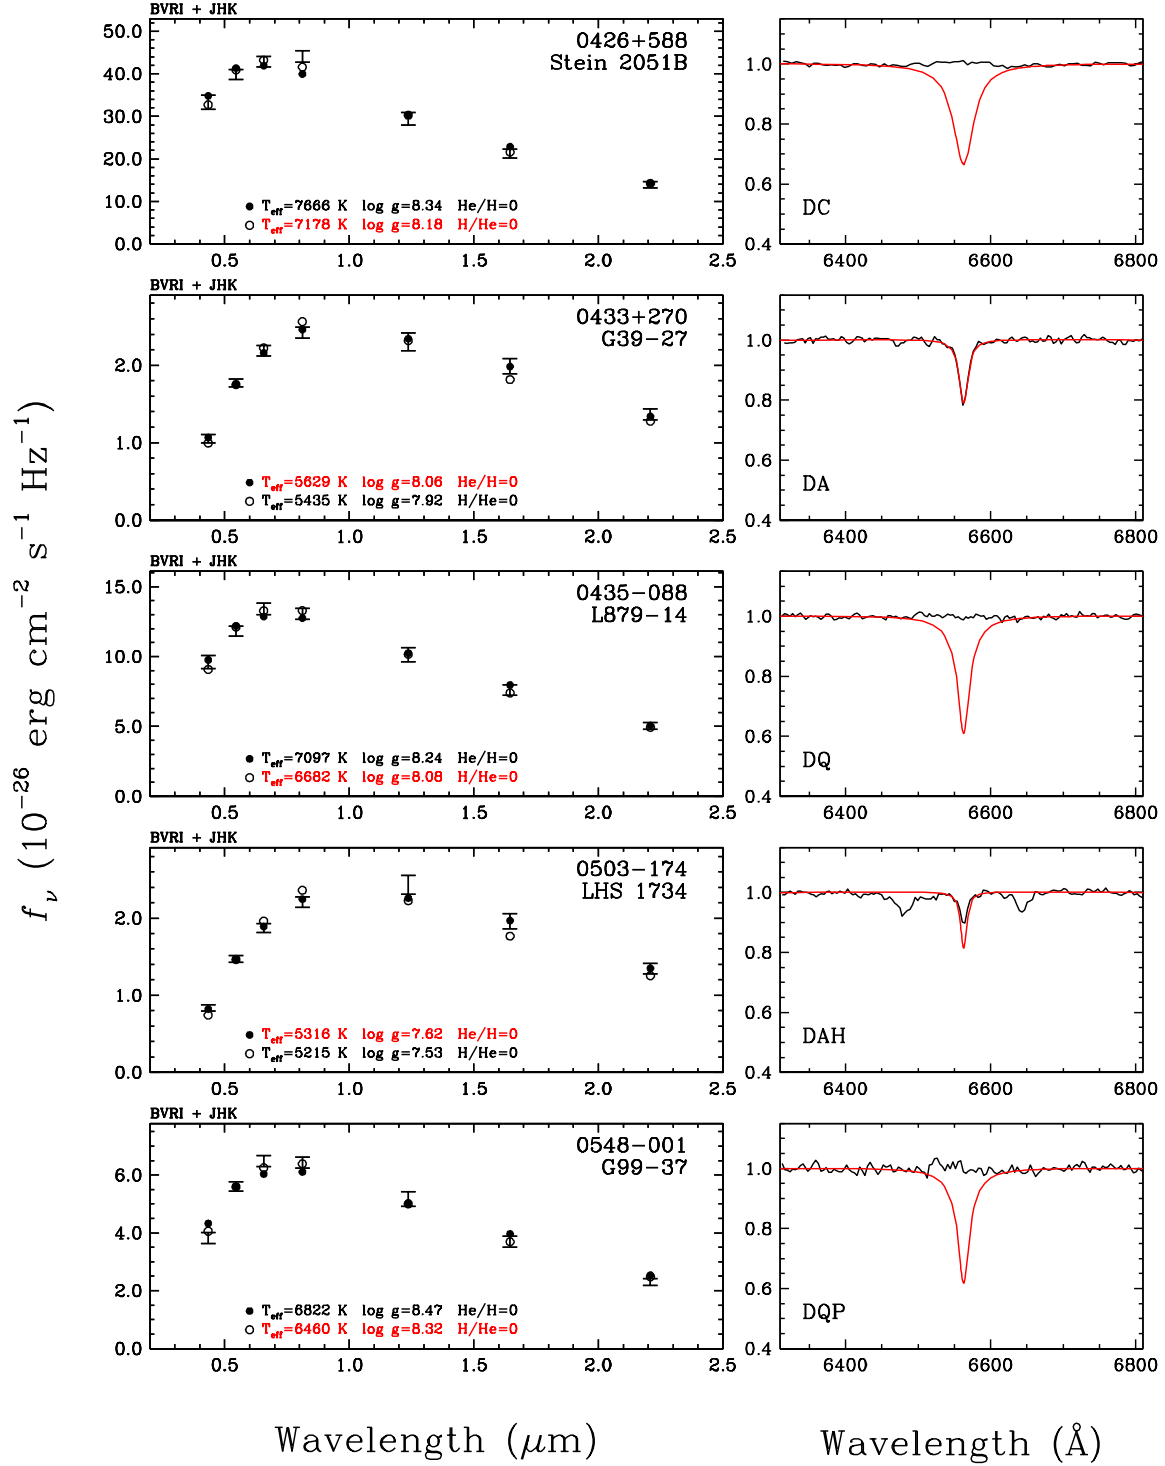 BVRI + JHK
0426+588
Stein 2051B
50.0
40.0
30.0
20.0
10.0
0.0
T_eff=7666 K log g=8.34 He/H=0
T_eff=7178 K log g=8.18 H/He=0
0.5 1.0 1.5 2.0 2.5
1.0
0.8
0.6
0.4
DC
6400 6600 6800
BVRI + JHK
0433+270
G39−27
2.0
1.0
0.0
T_eff=5629 K log g=8.06 He/H=0
T_eff=5435 K log g=7.92 H/He=0
0.5 1.0 1.5 2.0 2.5
1.0
0.8
0.6
0.4
DA
6400 6600 6800
BVRI + JHK
0435−088
L879−14
15.0
10.0
5.0
0.0
T_eff=7097 K log g=8.24 He/H=0
T_eff=6682 K log g=8.08 H/He=0
0.5 1.0 1.5 2.0 2.5
1.0
0.8
0.6
0.4
DQ
6400 6600 6800
BVRI + JHK
0503−174
LHS 1734
2.0
1.0
0.0
T_eff=5316 K log g=7.62 He/H=0
T_eff=5215 K log g=7.53 H/He=0
0.5 1.0 1.5 2.0 2.5
1.0
0.8
0.6
0.4
DAH
6400 6600 6800
BVRI + JHK
0548−001
G99−37
6.0
4.0
2.0
0.0
T_eff=6822 K log g=8.47 He/H=0
T_eff=6460 K log g=8.32 H/He=0
0.5 1.0 1.5 2.0 2.5
1.0
0.8
0.6
0.4
DQP
6400 6600 6800
f_ν (10⁻²⁶ erg cm⁻² s⁻¹ Hz⁻¹)
Wavelength (μm)
Wavelength (Å)